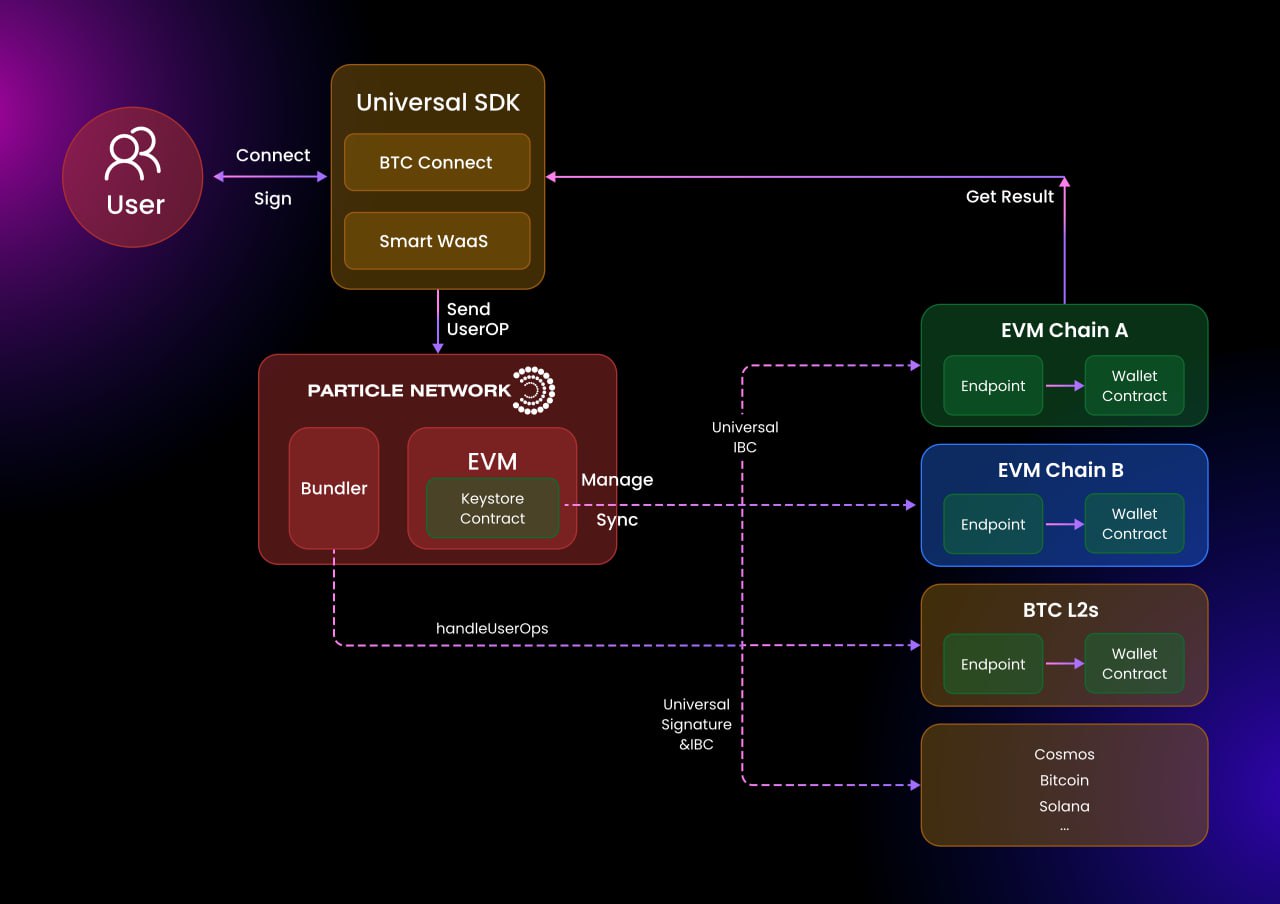 Universal SDK
BTC Connect
Smart WaaS
User
Connect
Sign
Get Result
Send
UserOP
PARTICLE NETWORK
Bundler
EVM
Keystore
Contract
Manage
Sync
handleUserOps
Universal
IBC
Universal
Signature
&IBC
EVM Chain A
Endpoint
Wallet
Contract
EVM Chain B
Endpoint
Wallet
Contract
BTC L2s
Endpoint
Wallet
Contract
Cosmos
Bitcoin
Solana
...